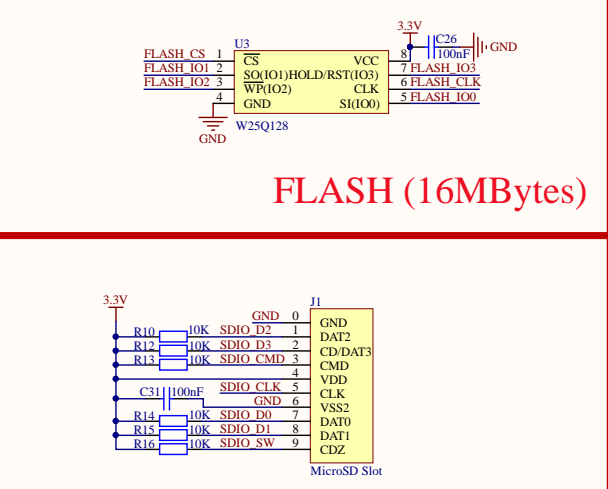 3.3V
C26
100nF
GND
U3
FLASH_CS 1 CS VCC 8
FLASH_IO1 2 SO(IO1) HOLD/RST(IO3) 7 FLASH_IO3
FLASH_IO2 3 WP(IO2) CLK 6 FLASH_CLK
4 GND SI(IO0) 5 FLASH_IO0
GND
W25Q128
FLASH (16MBytes)
3.3V
J1
GND 0 GND
R10 10K SDIO_D2 1 DAT2
R12 10K SDIO_D3 2 CD/DAT3
R13 10K SDIO_CMD 3 CMD
4 VDD
C31 100nF SDIO_CLK 5 CLK
GND 6 VSS2
R14 10K SDIO_D0 7 DAT0
R15 10K SDIO_D1 8 DAT1
R16 10K SDIO_SW 9 CDZ
MicroSD Slot